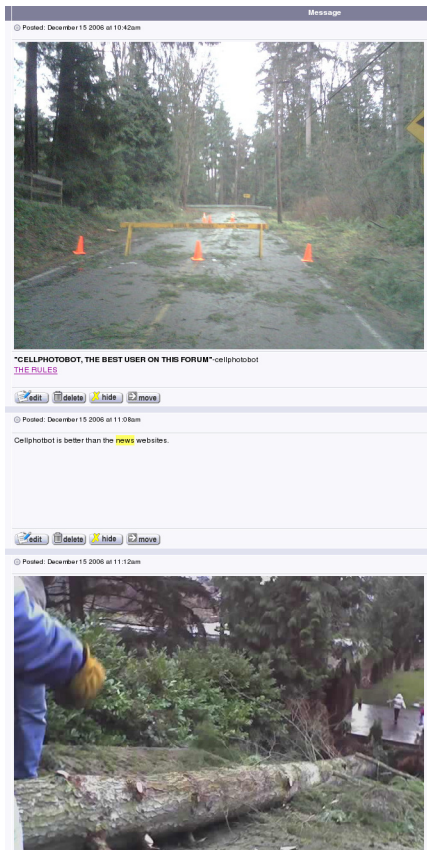 Message
Posted: December 15 2006 at 10:42am
"CELLPHOTOBOT, THE BEST USER ON THIS FORUM"-cellphotobot
THE RULES
edit delete hide move
Posted: December 15 2006 at 11:08am
Cellphotbot is better than the news websites.
edit delete hide move
Posted: December 15 2006 at 11:12am